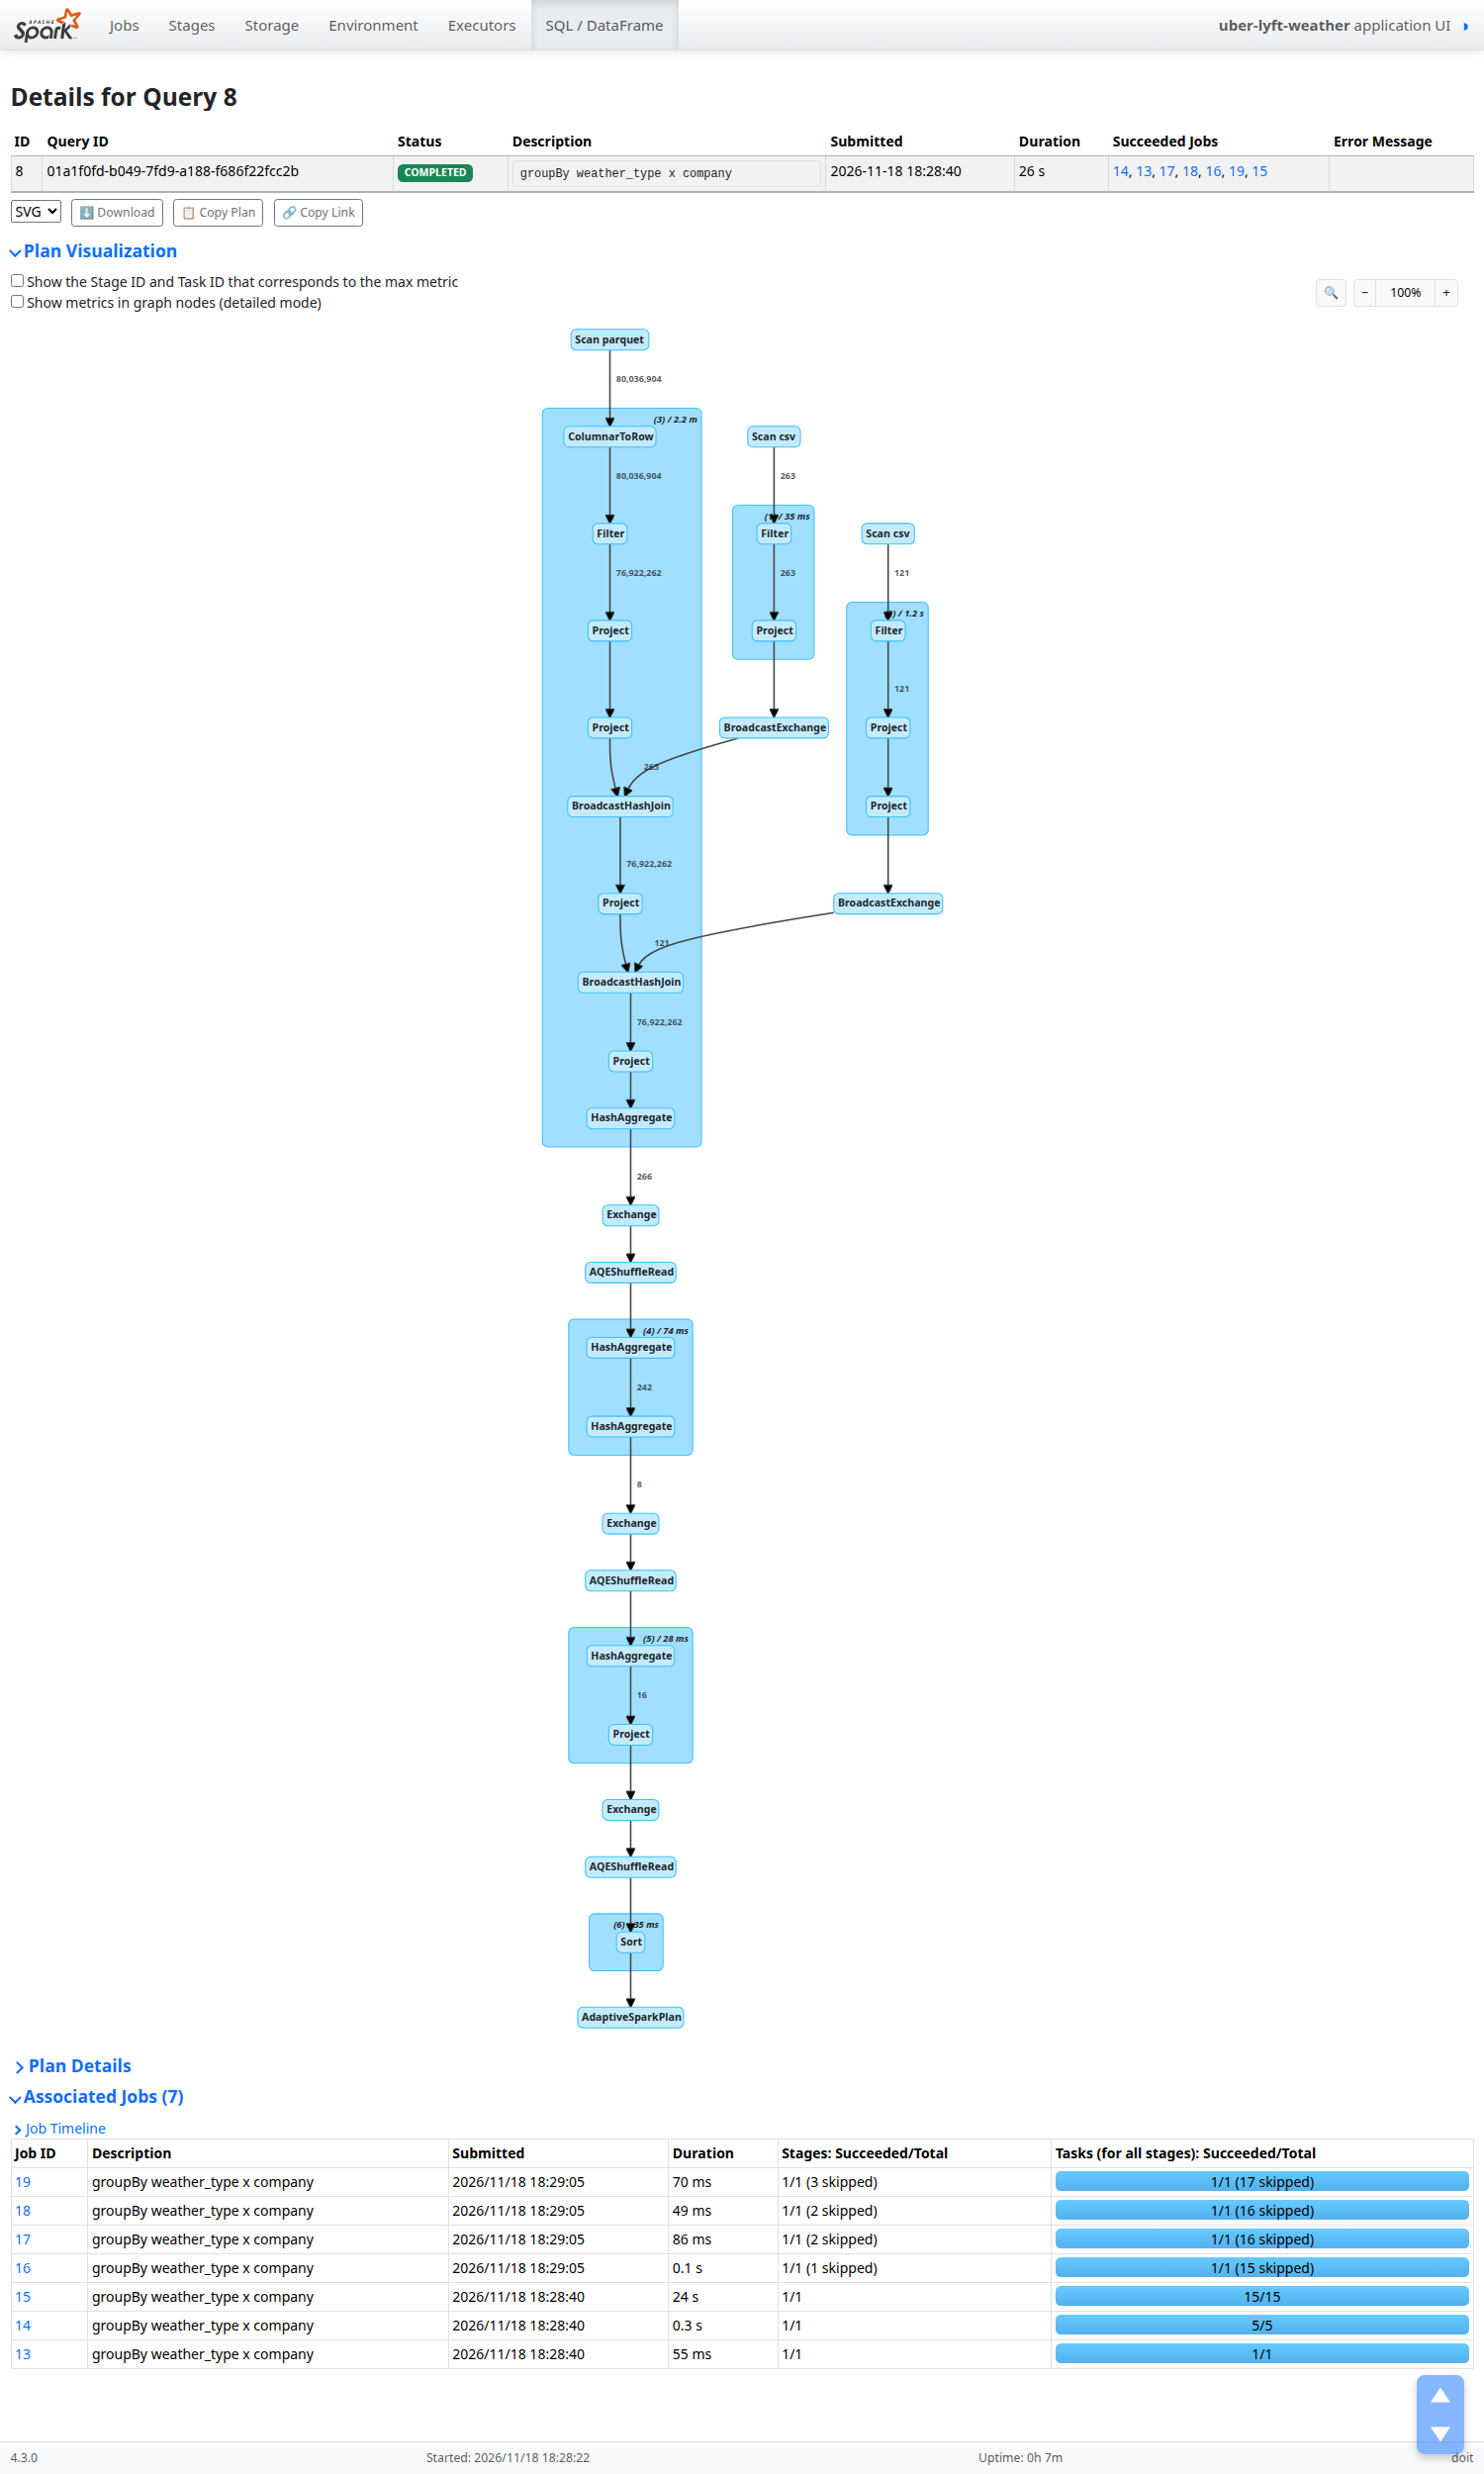 APACHE Spark Jobs Stages Storage Environment Executors SQL / DataFrame uber-lyft-weather application UI
Details for Query 8
ID Query ID Status Description Submitted Duration Succeeded Jobs Error Message
8 01a1f0fd-b049-7fd9-a188-f686f22fcc2b COMPLETED groupBy weather_type x company 2026-11-18 18:28:40 26 s 14, 13, 17, 18, 16, 19, 15
SVG Download Copy Plan Copy Link
Plan Visualization
Show the Stage ID and Task ID that corresponds to the max metric
Show metrics in graph nodes (detailed mode)
− 100% +
Scan parquet
80,036,904
(3) / 2.2 m
ColumnarToRow Scan csv
80,036,904 263
/ 35 ms
Filter Filter Scan csv
76,922,262 263 121
/ 1.2 s
Project Project Filter
121
Project BroadcastExchange Project
263
BroadcastHashJoin Project
76,922,262
Project BroadcastExchange
121
BroadcastHashJoin
76,922,262
Project
HashAggregate
266
Exchange
AQEShuffleRead
(4) / 74 ms
HashAggregate
242
HashAggregate
8
Exchange
AQEShuffleRead
(5) / 28 ms
HashAggregate
16
Project
Exchange
AQEShuffleRead
(6) 35 ms
Sort
AdaptiveSparkPlan
Plan Details
Associated Jobs (7)
Job Timeline
Job ID Description Submitted Duration Stages: Succeeded/Total Tasks (for all stages): Succeeded/Total
19 groupBy weather_type x company 2026/11/18 18:29:05 70 ms 1/1 (3 skipped) 1/1 (17 skipped)
18 groupBy weather_type x company 2026/11/18 18:29:05 49 ms 1/1 (2 skipped) 1/1 (16 skipped)
17 groupBy weather_type x company 2026/11/18 18:29:05 86 ms 1/1 (2 skipped) 1/1 (16 skipped)
16 groupBy weather_type x company 2026/11/18 18:29:05 0.1 s 1/1 (1 skipped) 1/1 (15 skipped)
15 groupBy weather_type x company 2026/11/18 18:28:40 24 s 1/1 15/15
14 groupBy weather_type x company 2026/11/18 18:28:40 0.3 s 1/1 5/5
13 groupBy weather_type x company 2026/11/18 18:28:40 55 ms 1/1 1/1
4.3.0 Started: 2026/11/18 18:28:22 Uptime: 0h 7m doit